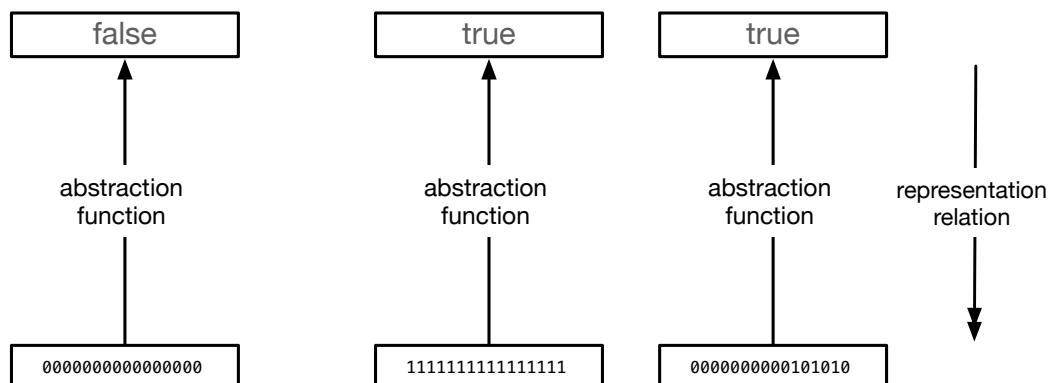 false
true
true
abstraction
function
abstraction
function
abstraction
function
representation
relation
0000000000000000
1111111111111111
0000000000101010